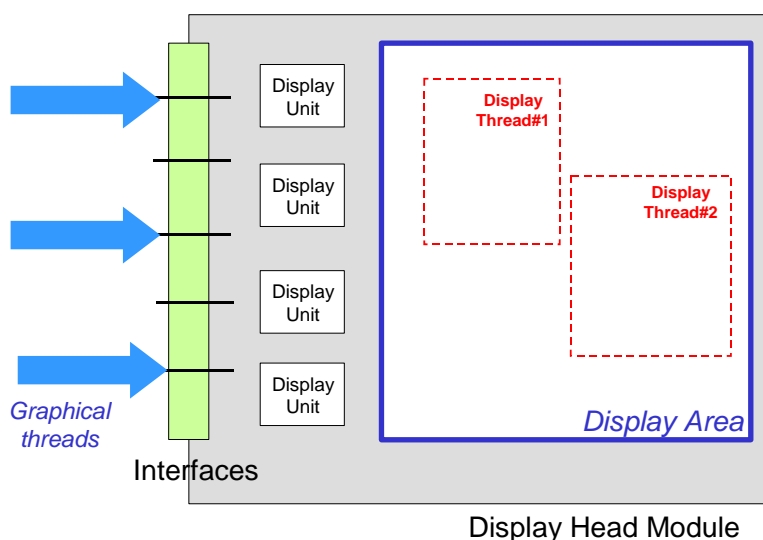 Display
Unit
Display
Unit
Display
Unit
Display
Unit
Display
Thread#1
Display
Thread#2
Graphical
threads
Display Area
Interfaces
Display Head Module